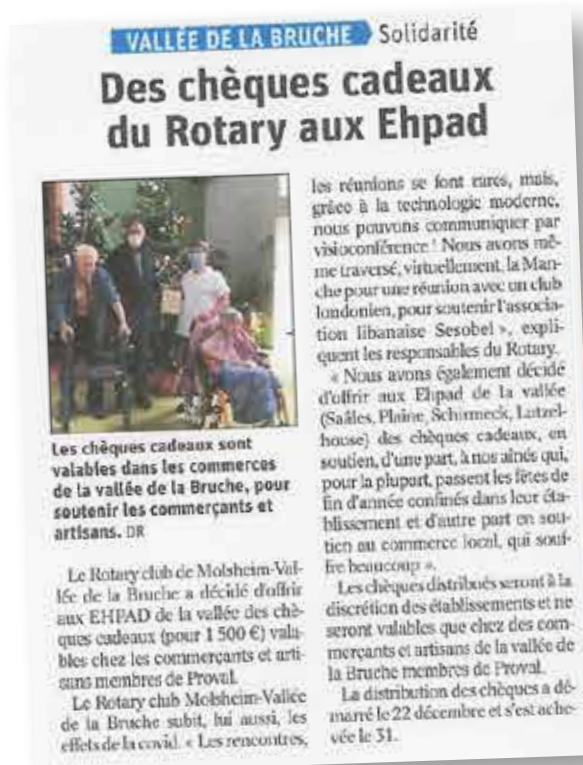 VALLÉE DE LA BRUCHE Solidarité
Des chèques cadeaux
du Rotary aux Ehpad
Les chèques cadeaux sont
valables dans les commerces
de la vallée de la Bruche, pour
soutenir les commerçants et
artisans. DR
Le Rotary club de Molsheim-Val-
lée de la Bruche a décidé d'offrir
aux EHPAD de la vallée des chè-
ques cadeaux (pour 1 500 €) vala-
bles chez les commerçants et arti-
sans membres de Proval.
Le Rotary club Molsheim-Vallée
de la Bruche subit, lui aussi, les
effets de la covid. « Les rencontres,
les réunions se font rares, mais,
grâce à la technologie moderne,
nous pouvons communiquer par
visioconférence ! Nous avons mê-
me traversé, virtuellement, la Man-
che pour une réunion avec un club
londonien, pour soutenir l'associa-
tion libanaise Sesobel », expli-
quent les responsables du Rotary.
« Nous avons également décidé
d'offrir aux Ehpad de la vallée
(Saâles, Plaine, Schirmeck, Lutzel-
house) des chèques cadeaux, en
soutien, d'une part, à nos aînés qui,
pour la plupart, passent les fêtes de
fin d'année confinés dans leur éta-
blissement et d'autre part en sou-
tien au commerce local, qui souf-
fre beaucoup ».
Les chèques distribués seront à la
discrétion des établissements et ne
seront valables que chez des com-
merçants et artisans de la vallée de
la Bruche membres de Proval.
La distribution des chèques a dé-
marré le 22 décembre et s'est ache-
vée le 31.